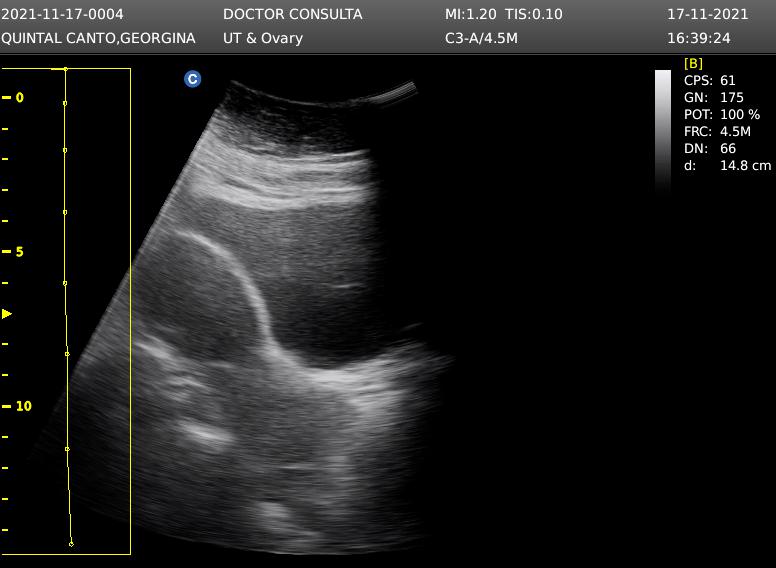 2021-11-17-0004 DOCTOR CONSULTA MI:1.20 TIS:0.10 17-11-2021
QUINTAL CANTO,GEORGINA UT & Ovary C3-A/4.5M 16:39:24
C
[B]
CPS: 61
GN: 175
POT: 100 %
FRC: 4.5M
DN: 66
d: 14.8 cm
0
5
10